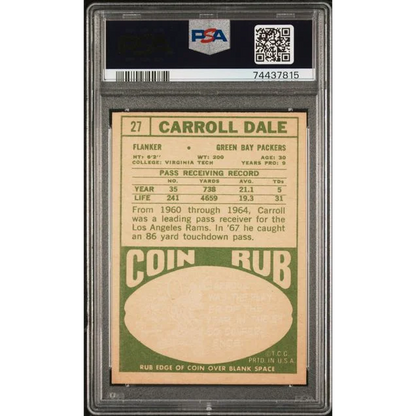 PSA
74437815
27 CARROLL DALE
FLANKER * GREEN BAY PACKERS
HT: 6'2" WT: 200 AGE: 30
COLLEGE: VIRGINIA TECH YEARS PRO: 8
PASS RECEIVING RECORD
NO. YARDS AVG. TDs
YEAR 35 738 21.1 5
LIFE 241 4659 19.3 31
From 1960 through 1964, Carroll
was a leading pass receiver for the
Los Angeles Rams. In '67 he caught
an 86 yard touchdown pass.
COIN RUB
©T.C.G.
PRTD. IN U.S.A.
RUB EDGE OF COIN OVER BLANK SPACE